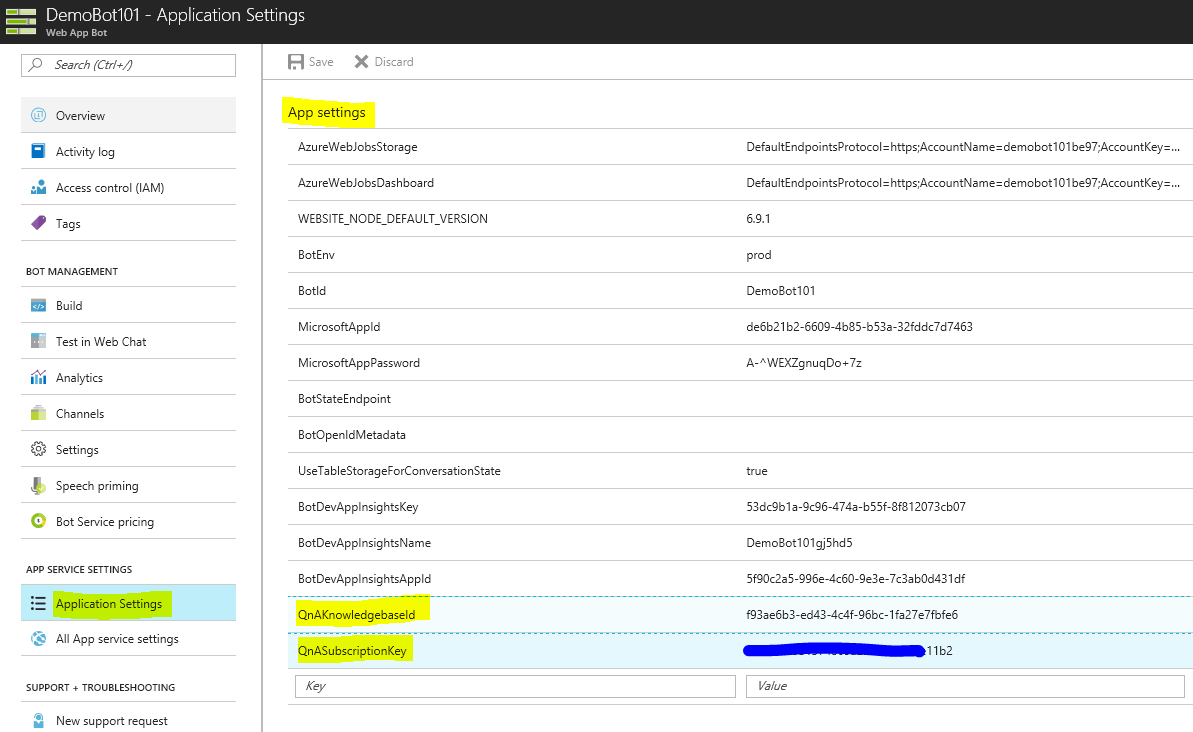 DemoBot101 - Application Settings
Web App Bot
Search (Ctrl+/)
Save Discard
Overview
Activity log
Access control (IAM)
Tags
BOT MANAGEMENT
Build
Test in Web Chat
Analytics
Channels
Settings
Speech priming
Bot Service pricing
APP SERVICE SETTINGS
Application Settings
All App service settings
SUPPORT + TROUBLESHOOTING
New support request
App settings
AzureWebJobsStorage DefaultEndpointsProtocol=https;AccountName=demobot101be97;AccountKey=...
AzureWebJobsDashboard DefaultEndpointsProtocol=https;AccountName=demobot101be97;AccountKey=...
WEBSITE_NODE_DEFAULT_VERSION 6.9.1
BotEnv prod
BotId DemoBot101
MicrosoftAppId de6b21b2-6609-4b85-b53a-32fddc7d7463
MicrosoftAppPassword A-^WEXZgnuqDo+7z
BotStateEndpoint
BotOpenIdMetadata
UseTableStorageForConversationState true
BotDevAppInsightsKey 53dc9b1a-9c96-474a-b55f-8f812073cb07
BotDevAppInsightsName DemoBot101gj5hd5
BotDevAppInsightsAppId 5f90c2a5-996e-4c60-9e3e-7c3ab0d431df
QnAKnowledgebaseId f93ae6b3-ed43-4c4f-96bc-1fa27e7fbfe6
QnASubscriptionKey 11b2
Key Value